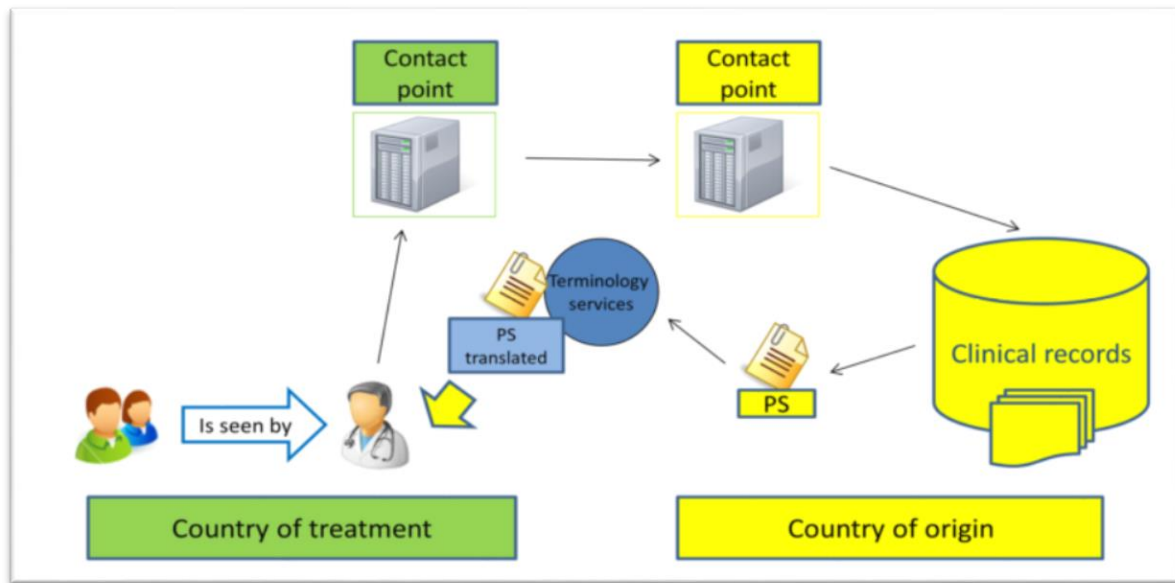 Contact
point
Contact
point
Terminology
services
PS
translated
Clinical records
PS
Is seen by
Country of treatment
Country of origin